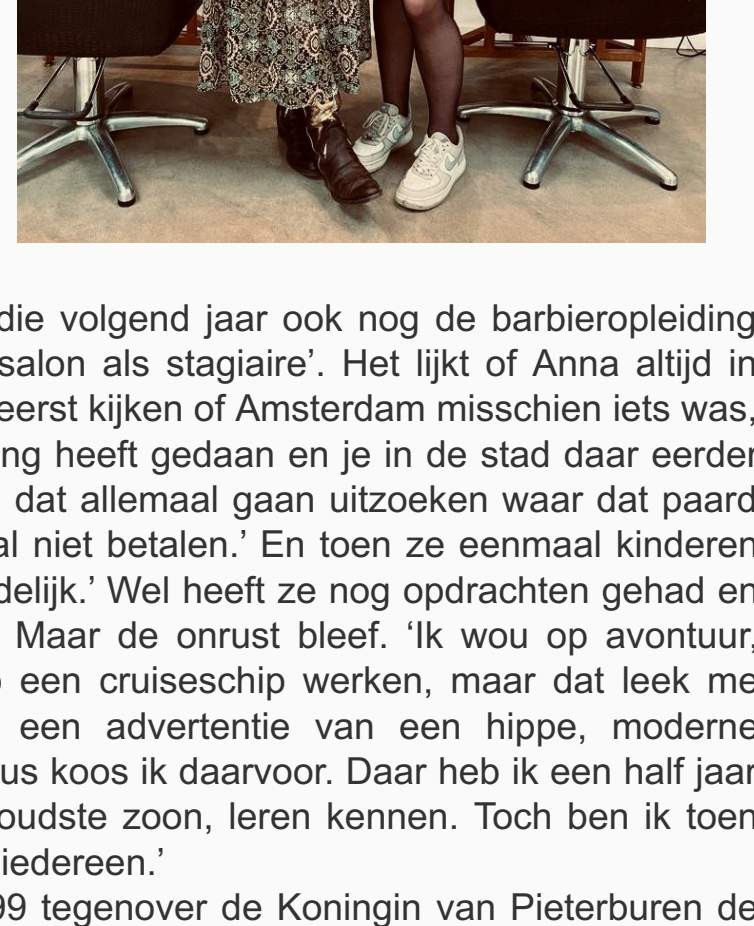 die volgend jaar ook nog de barbieropleiding
salon als stagiaire’. Het lijkt of Anna altijd in
eerst kijken of Amsterdam misschien iets was,
ng heeft gedaan en je in de stad daar eerder
dat allemaal gaan uitzoeken waar dat paard
al niet betalen.’ En toen ze eenmaal kinderen
delijk.’ Wel heeft ze nog opdrachten gehad en
Maar de onrust bleef. ‘Ik wou op avontuur,
een cruiseschip werken, maar dat leek me
een advertentie van een hippe, moderne
us koos ik daarvoor. Daar heb ik een half jaar
oudste zoon, leren kennen. Toch ben ik toen
iedereen.’
99 tegenover de Koningin van Pieterburen de